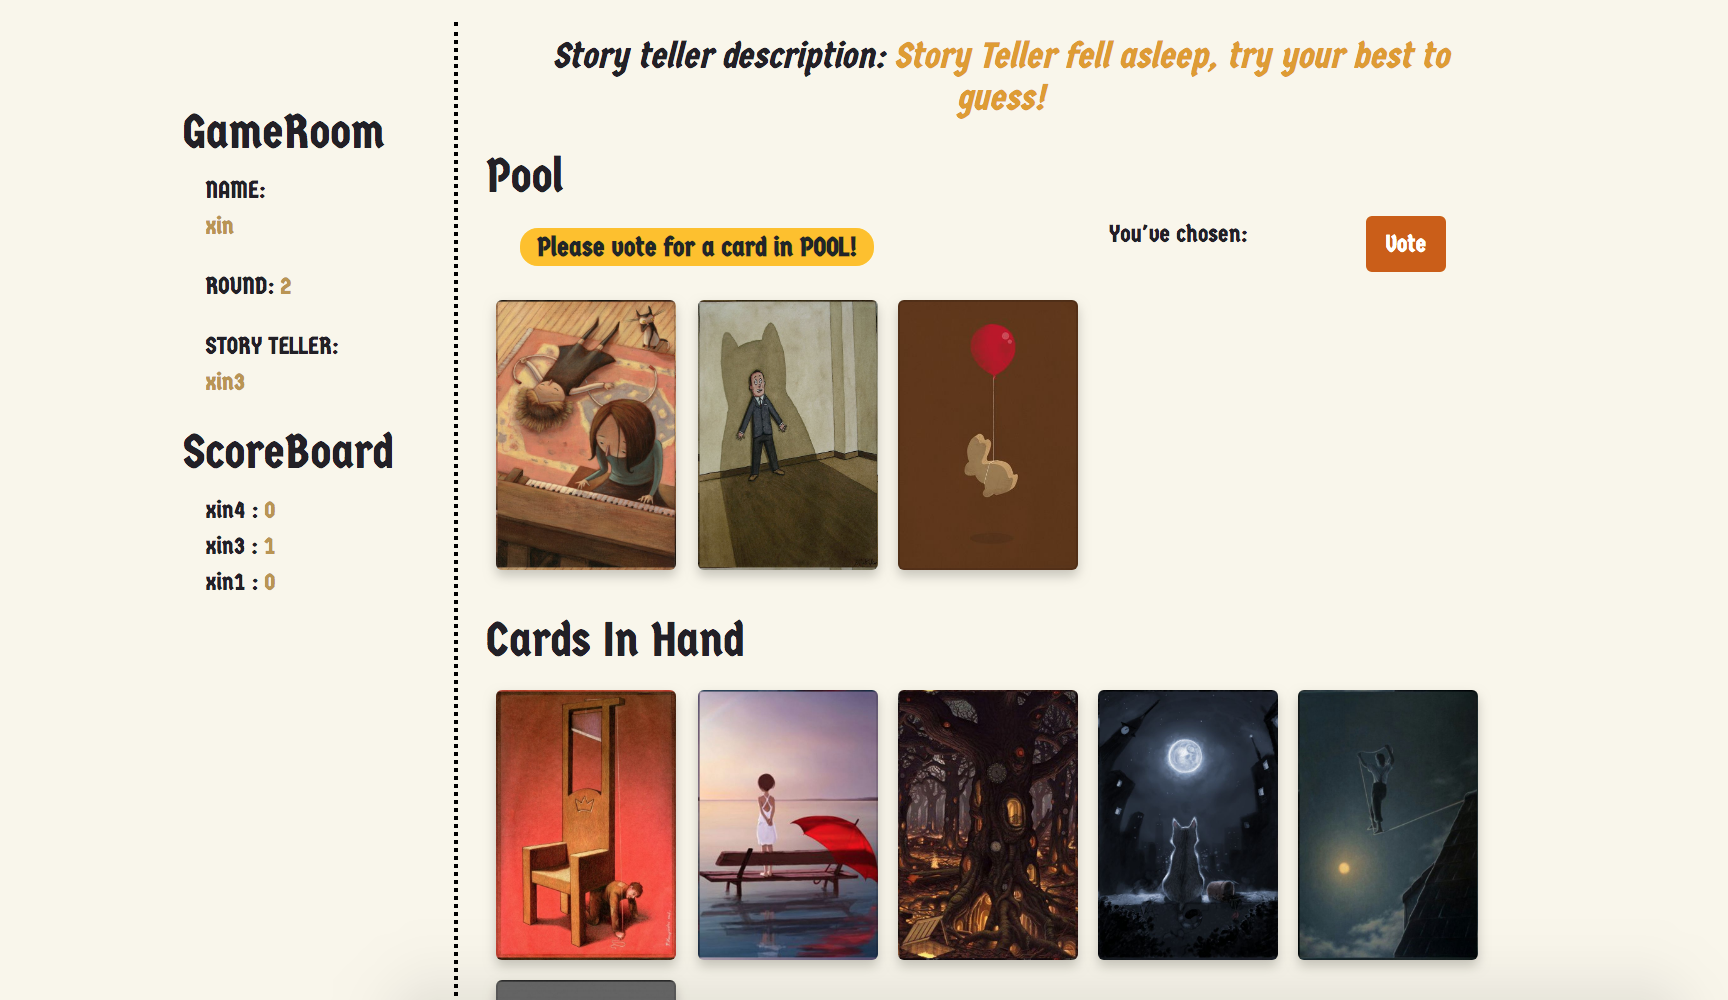 Story teller description: Story Teller fell asleep, try your best to
guess!
GameRoom
NAME:
xin
ROUND: 2
STORY TELLER:
xin3
ScoreBoard
xin4 : 0
xin3 : 1
xin1 : 0
Pool
Please vote for a card in POOL!
You've chosen:
Vote
Cards In Hand